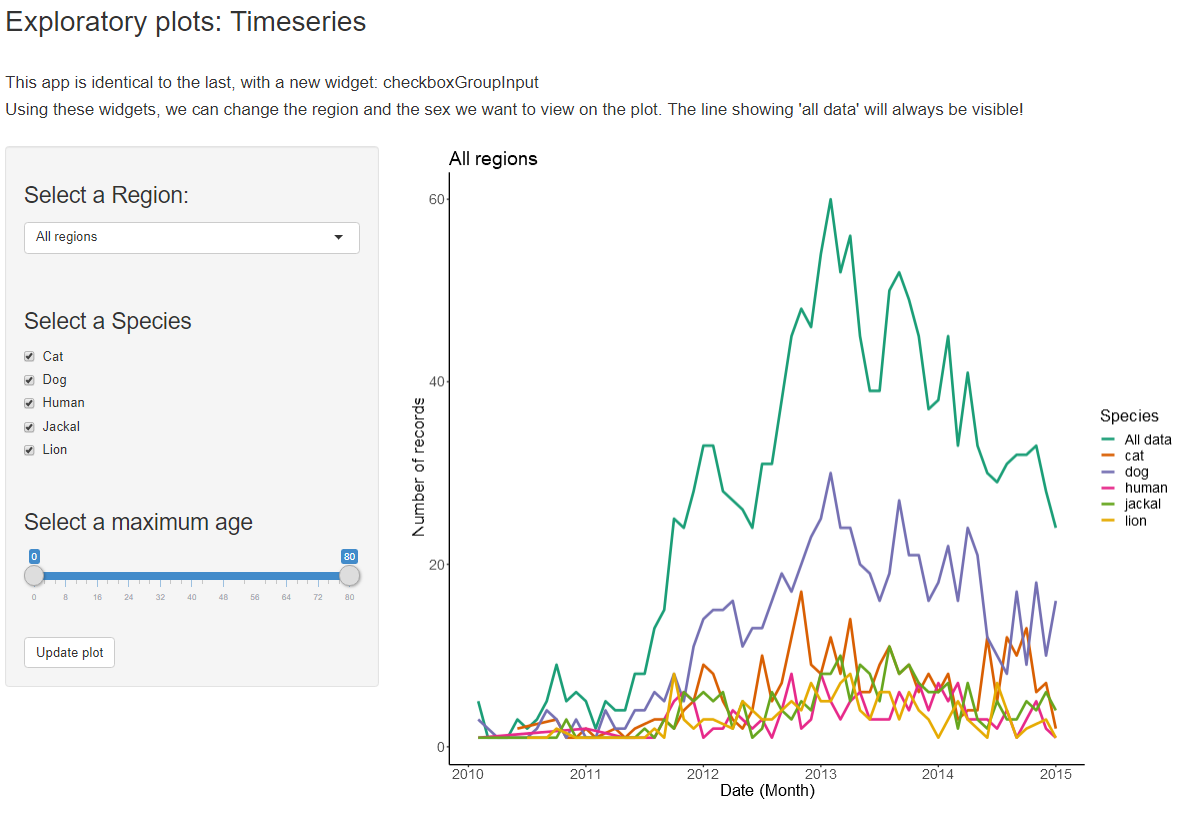 Exploratory plots: Timeseries
This app is identical to the last, with a new widget: checkboxGroupInput
Using these widgets, we can change the region and the sex we want to view on the plot. The line showing 'all data' will always be visible!
Select a Region:
All regions
Select a Species
Cat
Dog
Human
Jackal
Lion
Select a maximum age
0 80
0 8 16 24 32 40 48 56 64 72 80
Update plot
All regions
Number of records
60
40
20
0
2010 2011 2012 2013 2014 2015
Date (Month)
Species
All data
cat
dog
human
jackal
lion